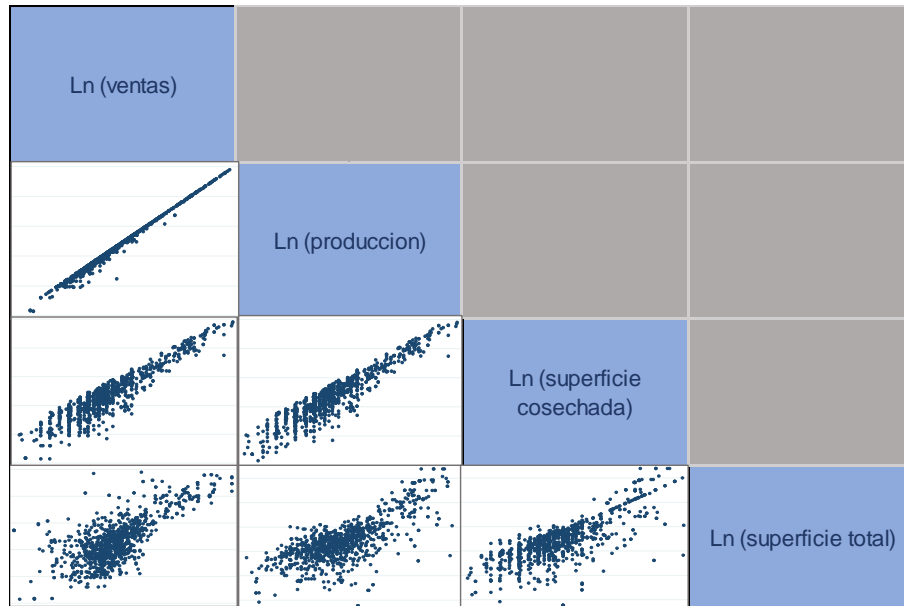 Ln (ventas)
Ln (produccion)
Ln (superficie
cosechada)
Ln (superficie total)